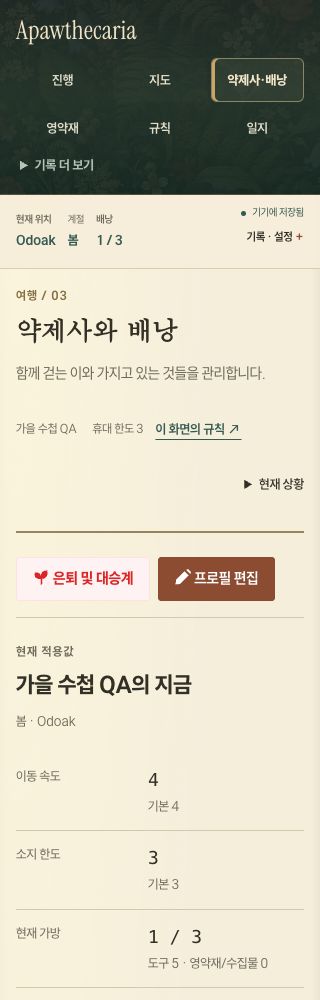 Apawthecaria
진행 지도 약제사·배낭
영약재 규칙 일지
▶ 기록 더 보기
현재 위치 계절 배낭
Odoak 봄 1 / 3
● 기기에 저장됨
기록 · 설정 +
여행 / 03
약제사와 배낭
함께 걷는 이와 가지고 있는 것들을 관리합니다.
가을 수첩 QA 휴대 한도 3 이 화면의 규칙 ↗
▶ 현재 상황
은퇴 및 대승계 프로필 편집
현재 적용값
가을 수첩 QA의 지금
봄 · Odoak
이동 속도 4
기본 4
소지 한도 3
기본 3
현재 가방 1 / 3
도구 5 · 영약재/수집물 0